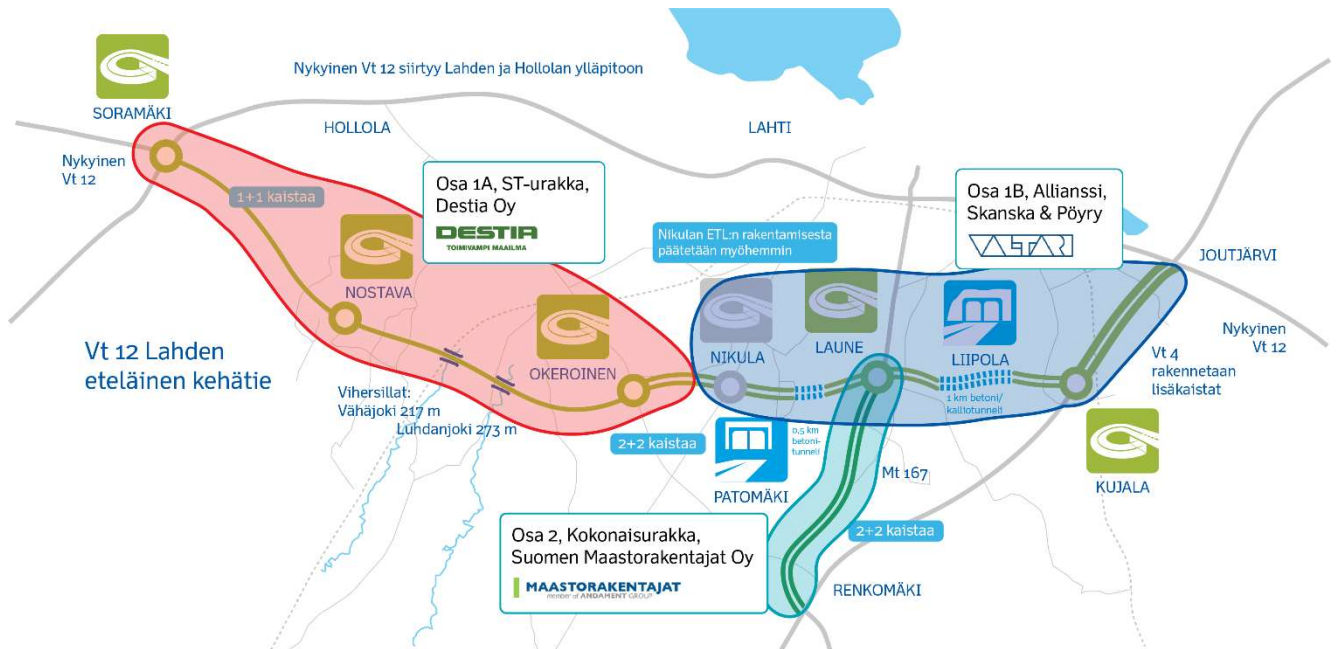 Nykyinen Vt 12 siirtyy Lahden ja Hollolan ylläpitoon
SORAMÄKI
HOLLOLA
LAHTI
Nykyinen
Vt 12
1+1 kaistaa
Osa 1A, ST-urakka,
Destia Oy
DESTIA
TOIMIVAMPI MAAILMA
Osa 1B, Allianssi,
Skanska & Pöyry
VALTARI
Nikulan ETL:n rakentamisesta
päätetään myöhemmin
JOUTJÄRVI
NOSTAVA
NIKULA
LAUNE
LIIPOLA
Nykyinen
Vt 12
Vt 12 Lahden
eteläinen kehätie
OKEROINEN
Vt 4
rakennetaan
lisäkaistat
Vihersillat:
Vähäjoki 217 m
Luhdanjoki 273 m
1 km betoni/
kalliotunneli
2+2 kaistaa
0,5 km
betoni-
tunneli
PATOMÄKI
Mt 167
KUJALA
Osa 2, Kokonaisurakka,
Suomen Maastorakentajat Oy
MAASTORAKENTAJAT
member of ANDAMENT GROUP
2+2 kaistaa
RENKOMÄKI